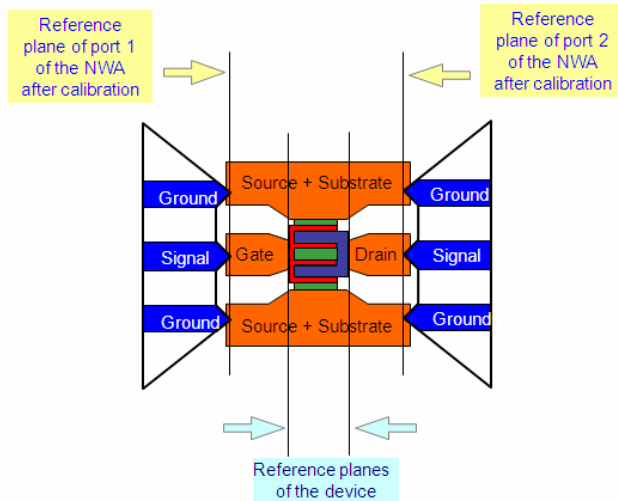 Reference
plane of port 1
of the NWA
after calibration
Reference
plane of port 2
of the NWA
after calibration
Source + Substrate
Ground
Ground
Gate
Drain
Signal
Signal
Source + Substrate
Ground
Ground
Reference planes
of the device